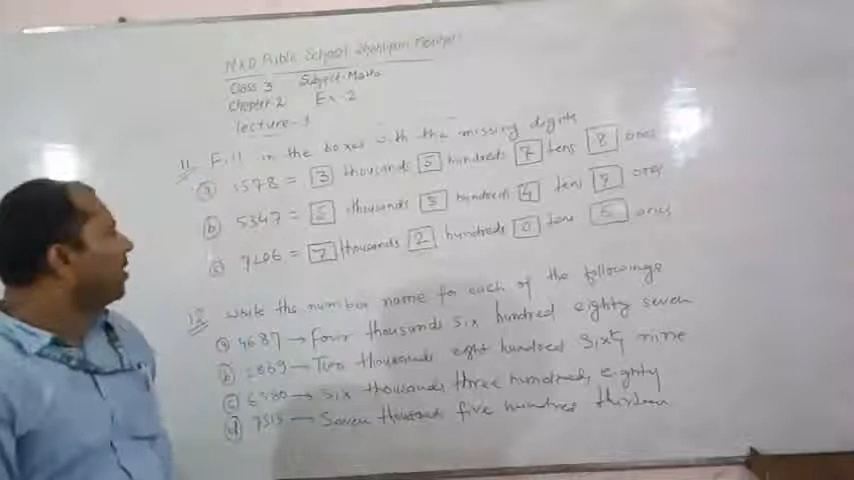 Public School
Class 3 Subject-Maths
Chapter 2 Ex-2
lecture-1
11. Fill in the boxes with the missing digits
(a) 3578 = 3 thousands 5 hundreds 7 tens 8 ones
(b) 5347 = 5 thousands 3 hundreds 4 tens 7 ones
(c) 7206 = 7 thousands 2 hundreds 0 tens 6 ones
12 Write the number name for each of the followings
(a) 4687 → Four thousands six hundred eighty seven
(b) 2869 → Two thousands eight hundred Sixty nine
(c) 6380 → Six thousands three hundreds eighty
(d) 7513 → Seven thousand five hundred thirteen